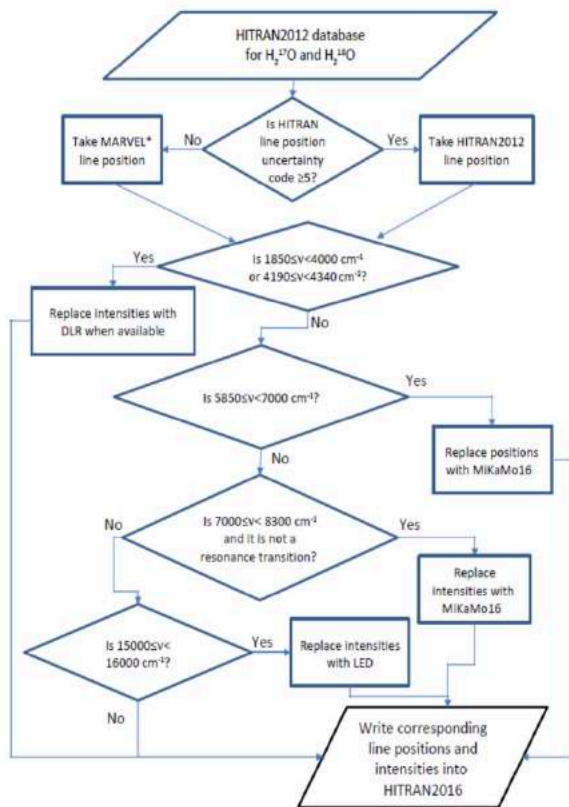 HITRAN2012 database
for H₂¹⁷O and H₂¹⁸O
Is HITRAN
line position
uncertainty
code ≥5?
No
Yes
Take MARVEL*
line position
Take HITRAN2012
line position
Is 1850≤ν<4000 cm⁻¹
or 4190≤ν<4340 cm⁻¹?
Yes
Replace intensities with
DLR when available
No
Is 5850≤ν<7000 cm⁻¹?
Yes
Replace positions
with MiKaMo16
No
Is 7000≤ν< 8300 cm⁻¹
and it is not a
resonance transition?
No
Yes
Replace
intensities with
MiKaMo16
Is 15000≤ν<
16000 cm⁻¹?
Yes
Replace intensities
with LED
No
Write corresponding
line positions and
intensities into
HITRAN2016